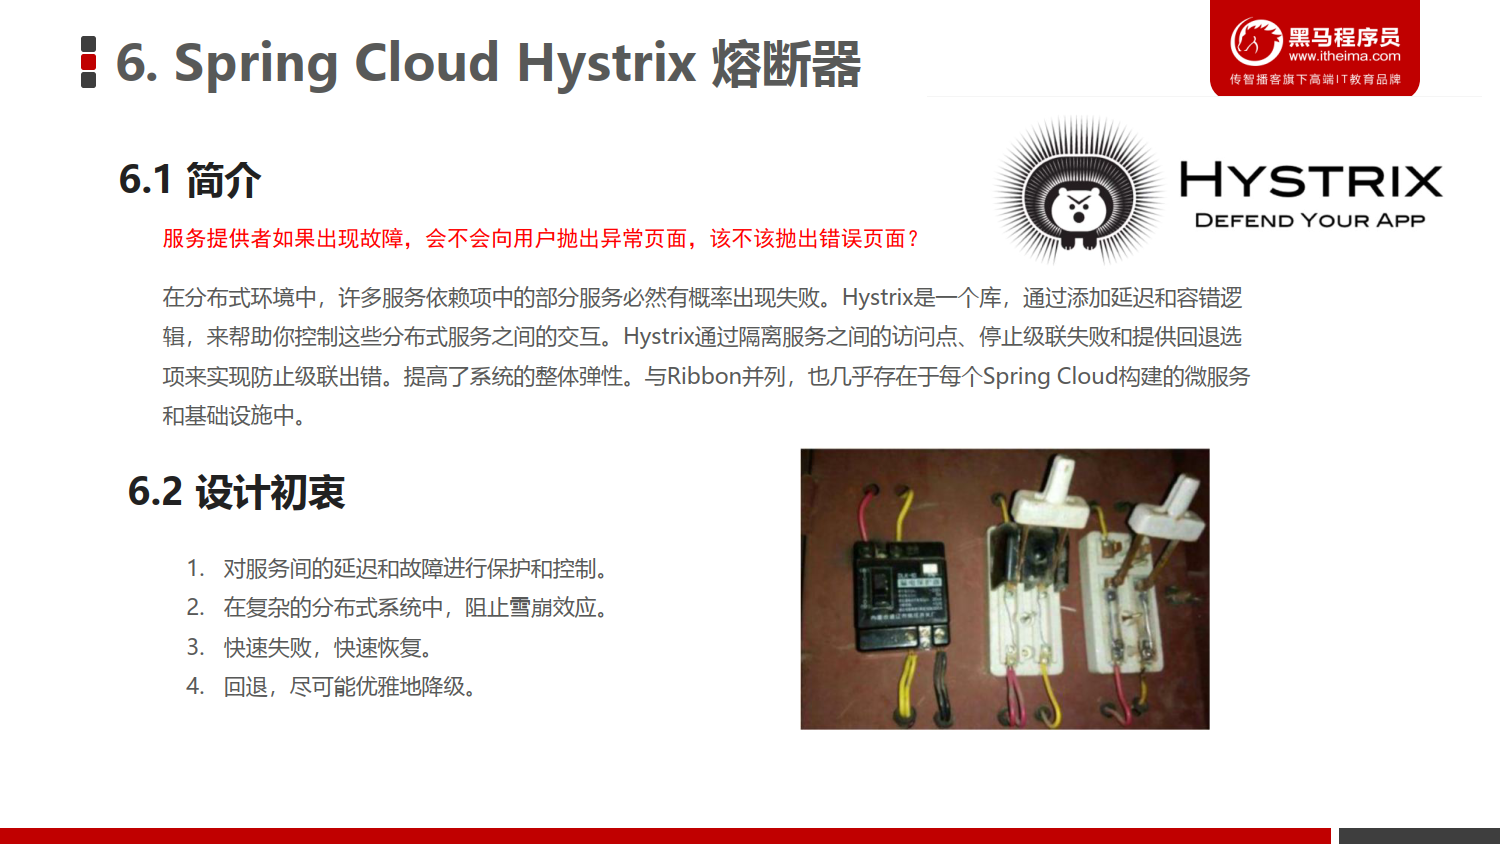 6. Spring Cloud Hystrix 熔断器
黑马程序员
www.itheima.com
传智播客旗下高端IT教育品牌
6.1 简介
HYSTRIX
DEFEND YOUR APP
服务提供者如果出现故障，会不会向用户抛出异常页面，该不该抛出错误页面？
在分布式环境中，许多服务依赖项中的部分服务必然有概率出现失败。Hystrix是一个库，通过添加延迟和容错逻
辑，来帮助你控制这些分布式服务之间的交互。Hystrix通过隔离服务之间的访问点、停止级联失败和提供回退选
项来实现防止级联出错。提高了系统的整体弹性。与Ribbon并列，也几乎存在于每个Spring Cloud构建的微服务
和基础设施中。
6.2 设计初衷
1. 对服务间的延迟和故障进行保护和控制。
2. 在复杂的分布式系统中，阻止雪崩效应。
3. 快速失败，快速恢复。
4. 回退，尽可能优雅地降级。
漏电保护器